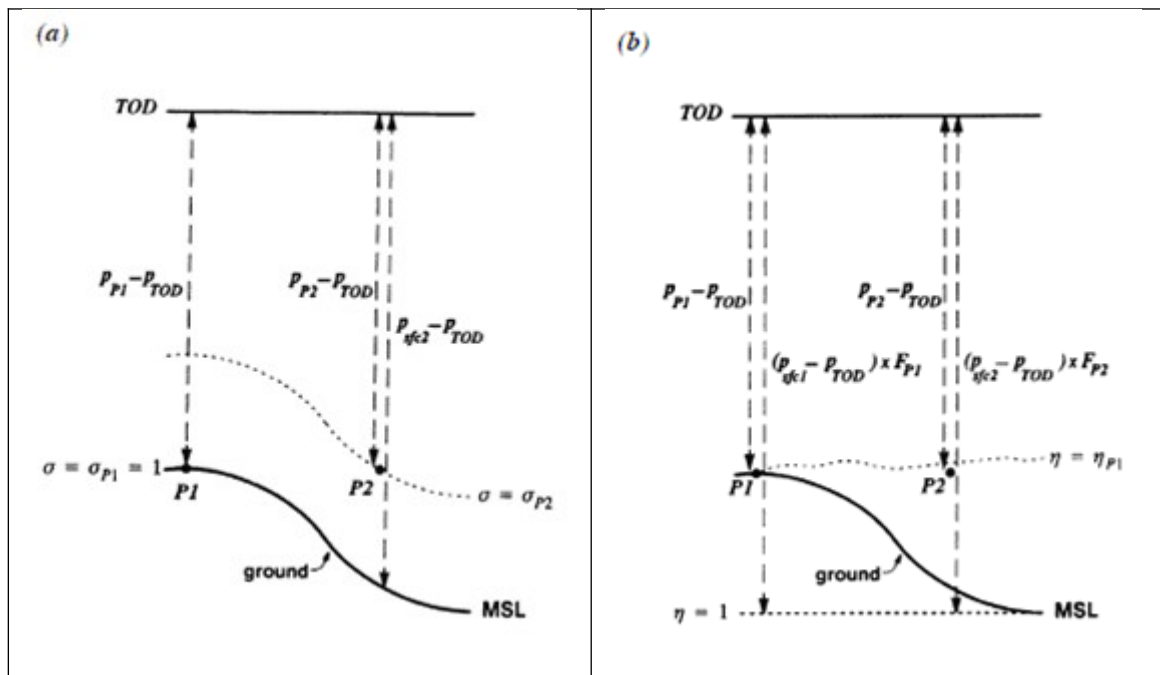 (a)
TOD
p_P1 − p_TOD
p_P2 − p_TOD
p_sfc2 − p_TOD
σ = σ_P1 = 1
P1
P2
σ = σ_P2
ground
MSL
(b)
TOD
p_P1 − p_TOD
p_P2 − p_TOD
(p_sfc1 − p_TOD) x F_P1
(p_sfc2 − p_TOD) x F_P2
η = η_P1
P1
P2
ground
η = 1
MSL